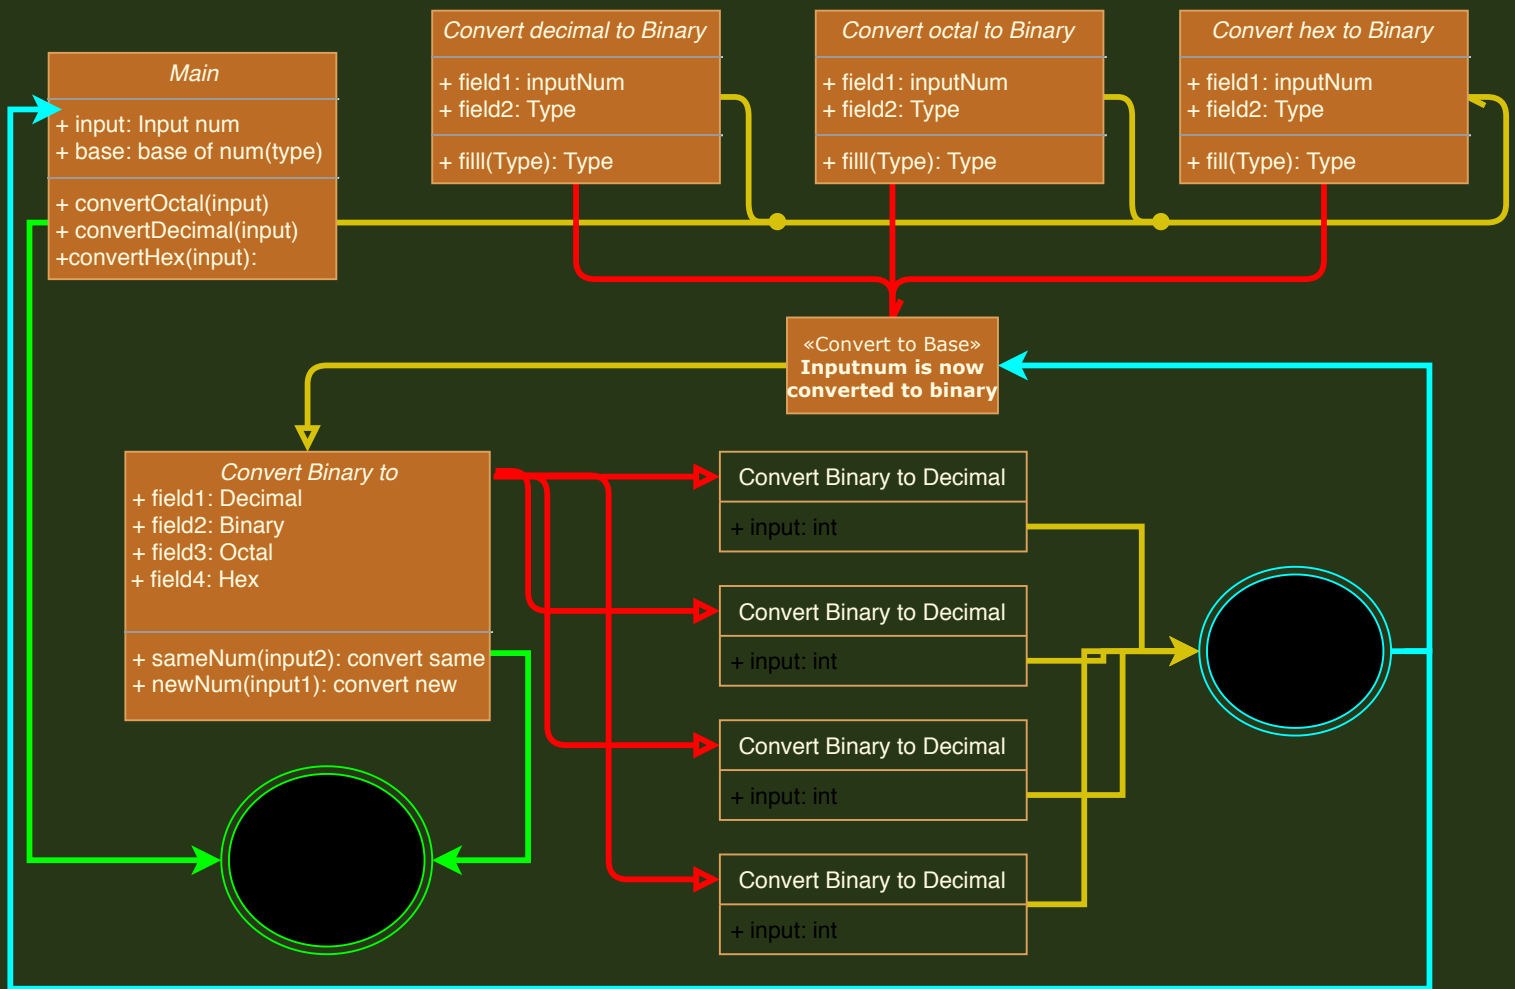 Main
+ input: Input num
+ base: base of num(type)
+ convertOctal(input)
+ convertDecimal(input)
+convertHex(input):
Convert decimal to Binary
+ field1: inputNum
+ field2: Type
+ filll(Type): Type
Convert octal to Binary
+ field1: inputNum
+ field2: Type
+ filll(Type): Type
Convert hex to Binary
+ field1: inputNum
+ field2: Type
+ fill(Type): Type
«Convert to Base»
Inputnum is now
converted to binary
Convert Binary to
+ field1: Decimal
+ field2: Binary
+ field3: Octal
+ field4: Hex
+ sameNum(input2): convert same
+ newNum(input1): convert new
Convert Binary to Decimal
+ input: int
Convert Binary to Decimal
+ input: int
Convert Binary to Decimal
+ input: int
Convert Binary to Decimal
+ input: int